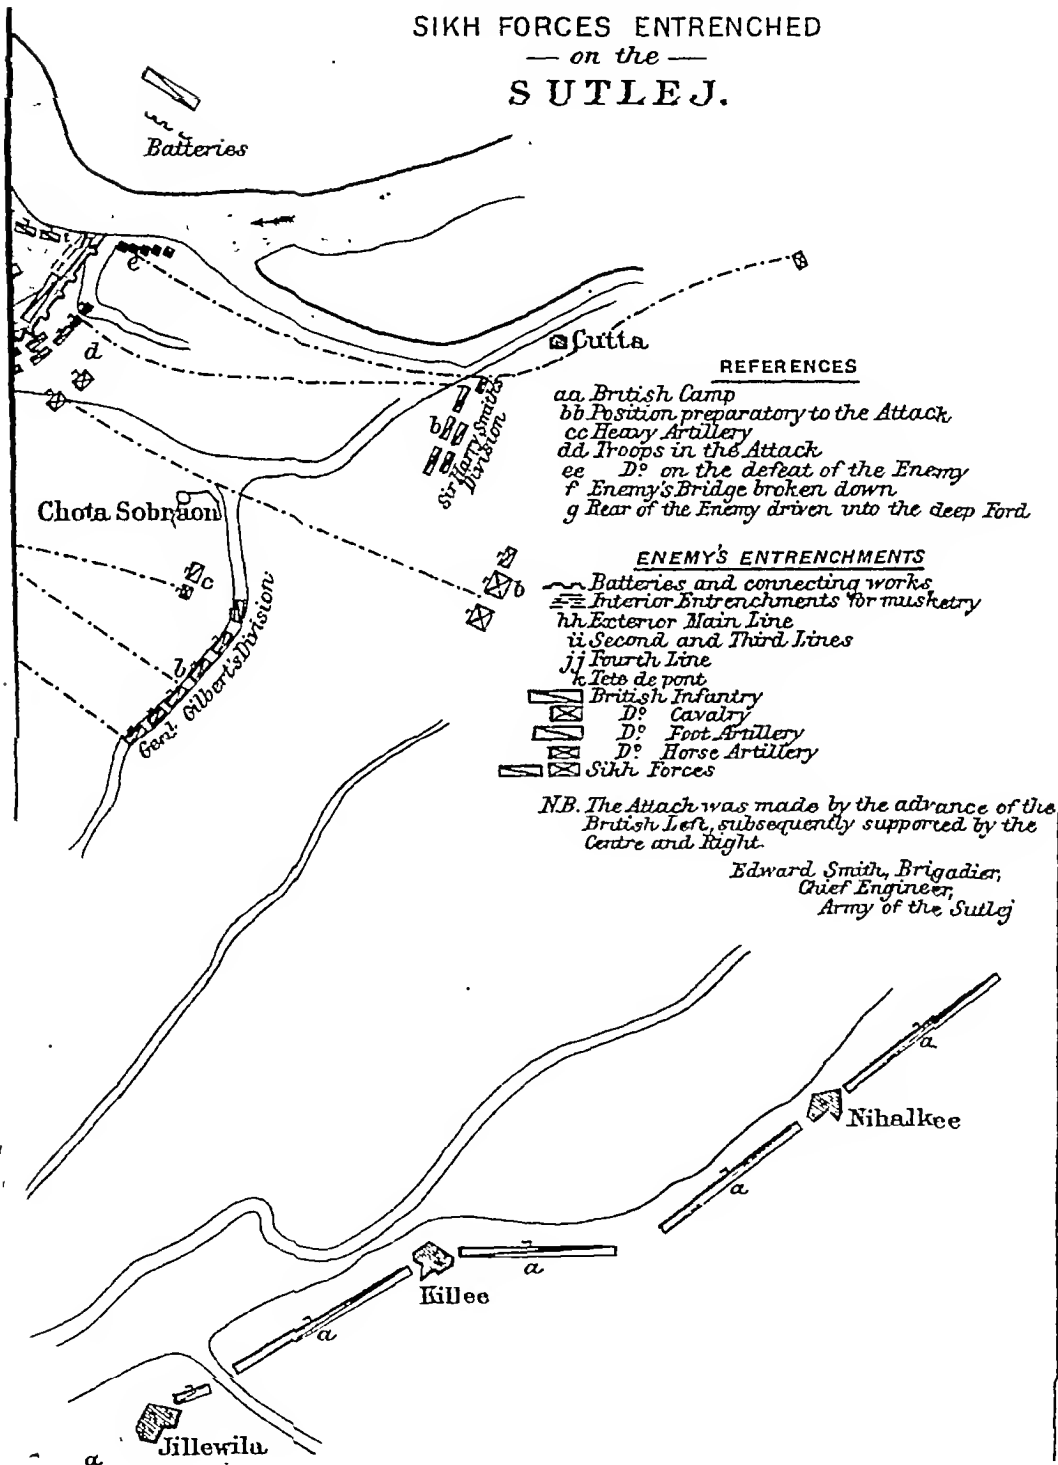 SIKH FORCES ENTRENCHED
— on the —
SUTLEJ.
Batteries
e
Cutta
d
b
Sir Harry Smith's
Division
REFERENCES
aa British Camp
bb Position preparatory to the Attack
cc Heavy Artillery
dd Troops in the Attack
ee Dº on the defeat of the Enemy
f Enemy's Bridge broken down
g Rear of the Enemy driven into the deep Ford
Chota Sobraon
c
b
b
Genl. Gilbert's Division
ENEMY'S ENTRENCHMENTS
Batteries and connecting works
Interior Entrenchments for musketry
hh Exterior Main Line
ii Second and Third Lines
jj Fourth Line
k Tete de pont
British Infantry
Dº Cavalry
Dº Foot Artillery
Dº Horse Artillery
Sikh Forces
N.B. The Attack was made by the advance of the
British Left, subsequently supported by the
Centre and Right.
Edward Smith, Brigadier,
Chief Engineer,
Army of the Sutlej
a
Nihalkee
a
a
Killee
a
Jillewila
a